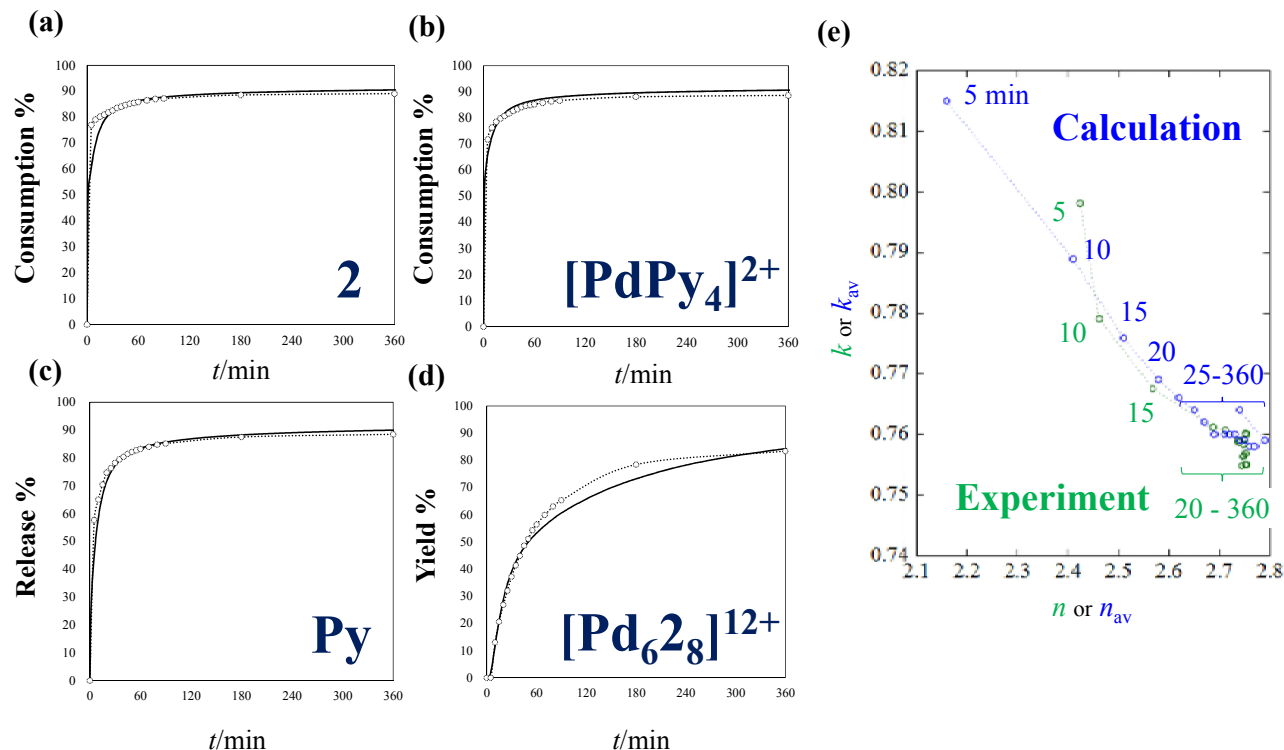 (a)
Consumption %
100
90
80
70
60
50
40
30
20
10
0
2
0 60 120 180 240 300 360
t/min
(b)
Consumption %
100
90
80
70
60
50
40
30
20
10
0
[PdPy₄]²⁺
0 60 120 180 240 300 360
t/min
(c)
Release %
100
90
80
70
60
50
40
30
20
10
0
Py
0 60 120 180 240 300 360
t/min
(d)
Yield %
100
90
80
70
60
50
40
30
20
10
0
[Pd₆2₈]¹²⁺
0 60 120 180 240 300 360
t/min
(e)
k or kav
0.82
0.81
0.80
0.79
0.78
0.77
0.76
0.75
0.74
5 min
Calculation
5
10
10
15
20
25-360
15
Experiment
20 - 360
2.1 2.2 2.3 2.4 2.5 2.6 2.7 2.8
n or nav